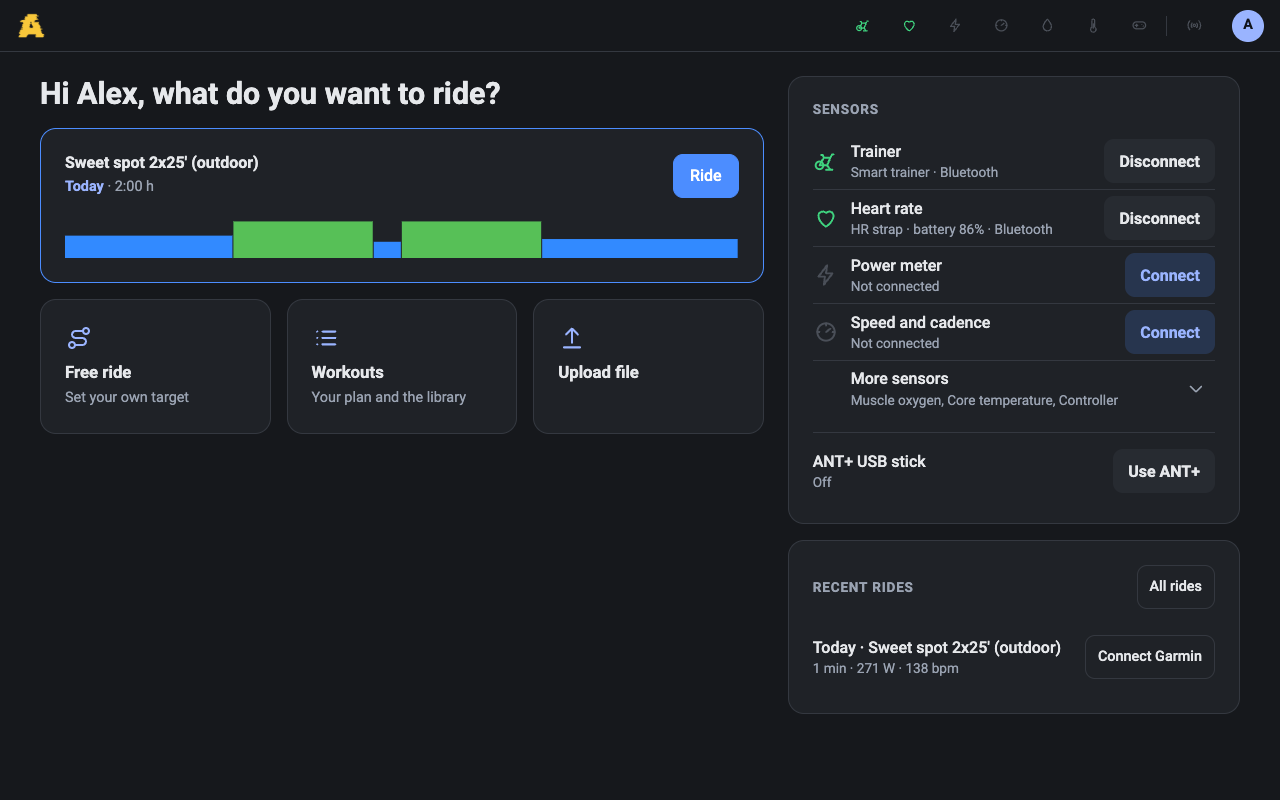 A
A
Hi Alex, what do you want to ride?
Sweet spot 2x25' (outdoor)
Today · 2:00 h
Ride
Free ride
Set your own target
Workouts
Your plan and the library
Upload file
SENSORS
Trainer
Smart trainer · Bluetooth
Disconnect
Heart rate
HR strap · battery 86% · Bluetooth
Disconnect
Power meter
Not connected
Connect
Speed and cadence
Not connected
Connect
More sensors
Muscle oxygen, Core temperature, Controller
ANT+ USB stick
Off
Use ANT+
RECENT RIDES
All rides
Today · Sweet spot 2x25' (outdoor)
1 min · 271 W · 138 bpm
Connect Garmin